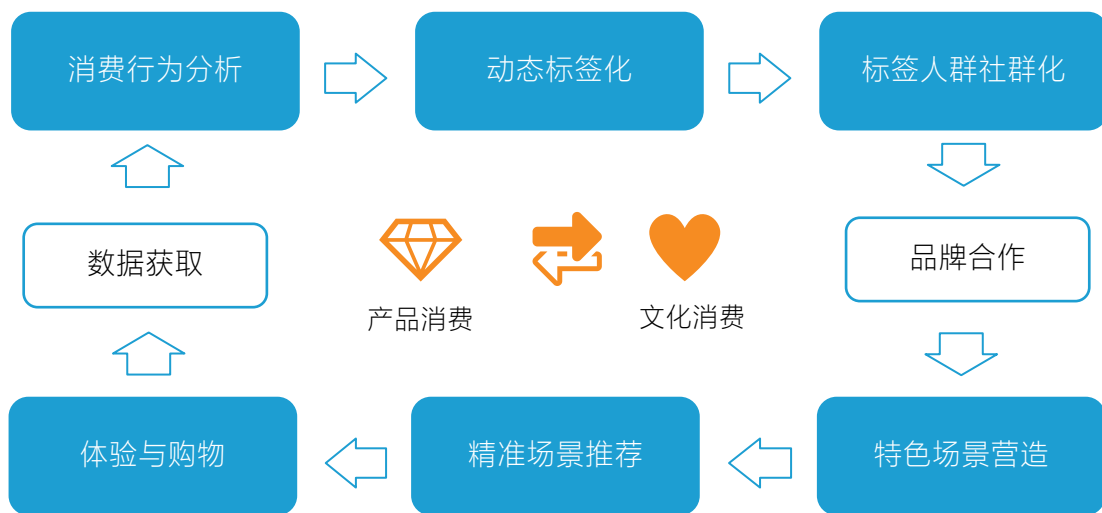 消费行为分析
动态标签化
标签人群社群化
数据获取
品牌合作
产品消费
文化消费
体验与购物
精准场景推荐
特色场景营造